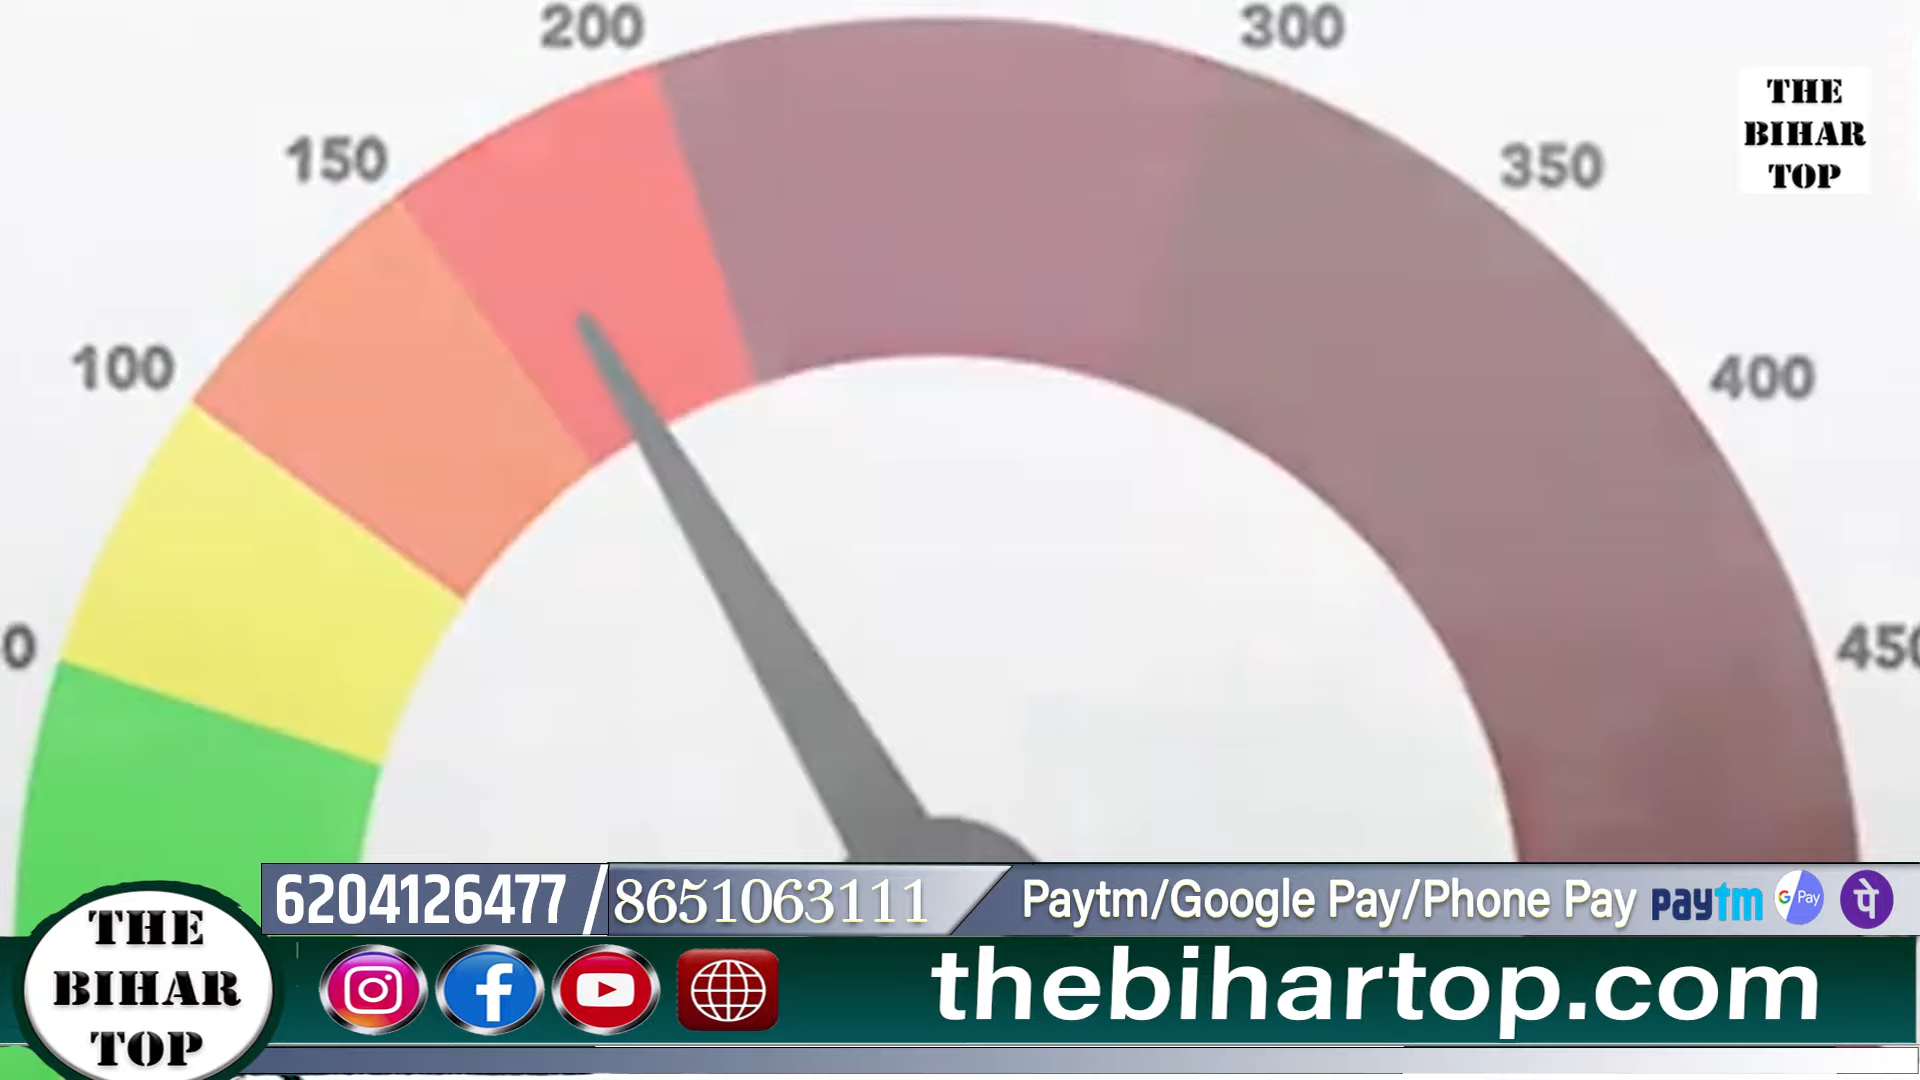 200
300
150
350
100
400
0
450
THE
BIHAR
TOP
6204126477 / 8651063111
Paytm/Google Pay/Phone Pay paytm G Pay पे
THE
BIHAR
TOP
thebihartop.com